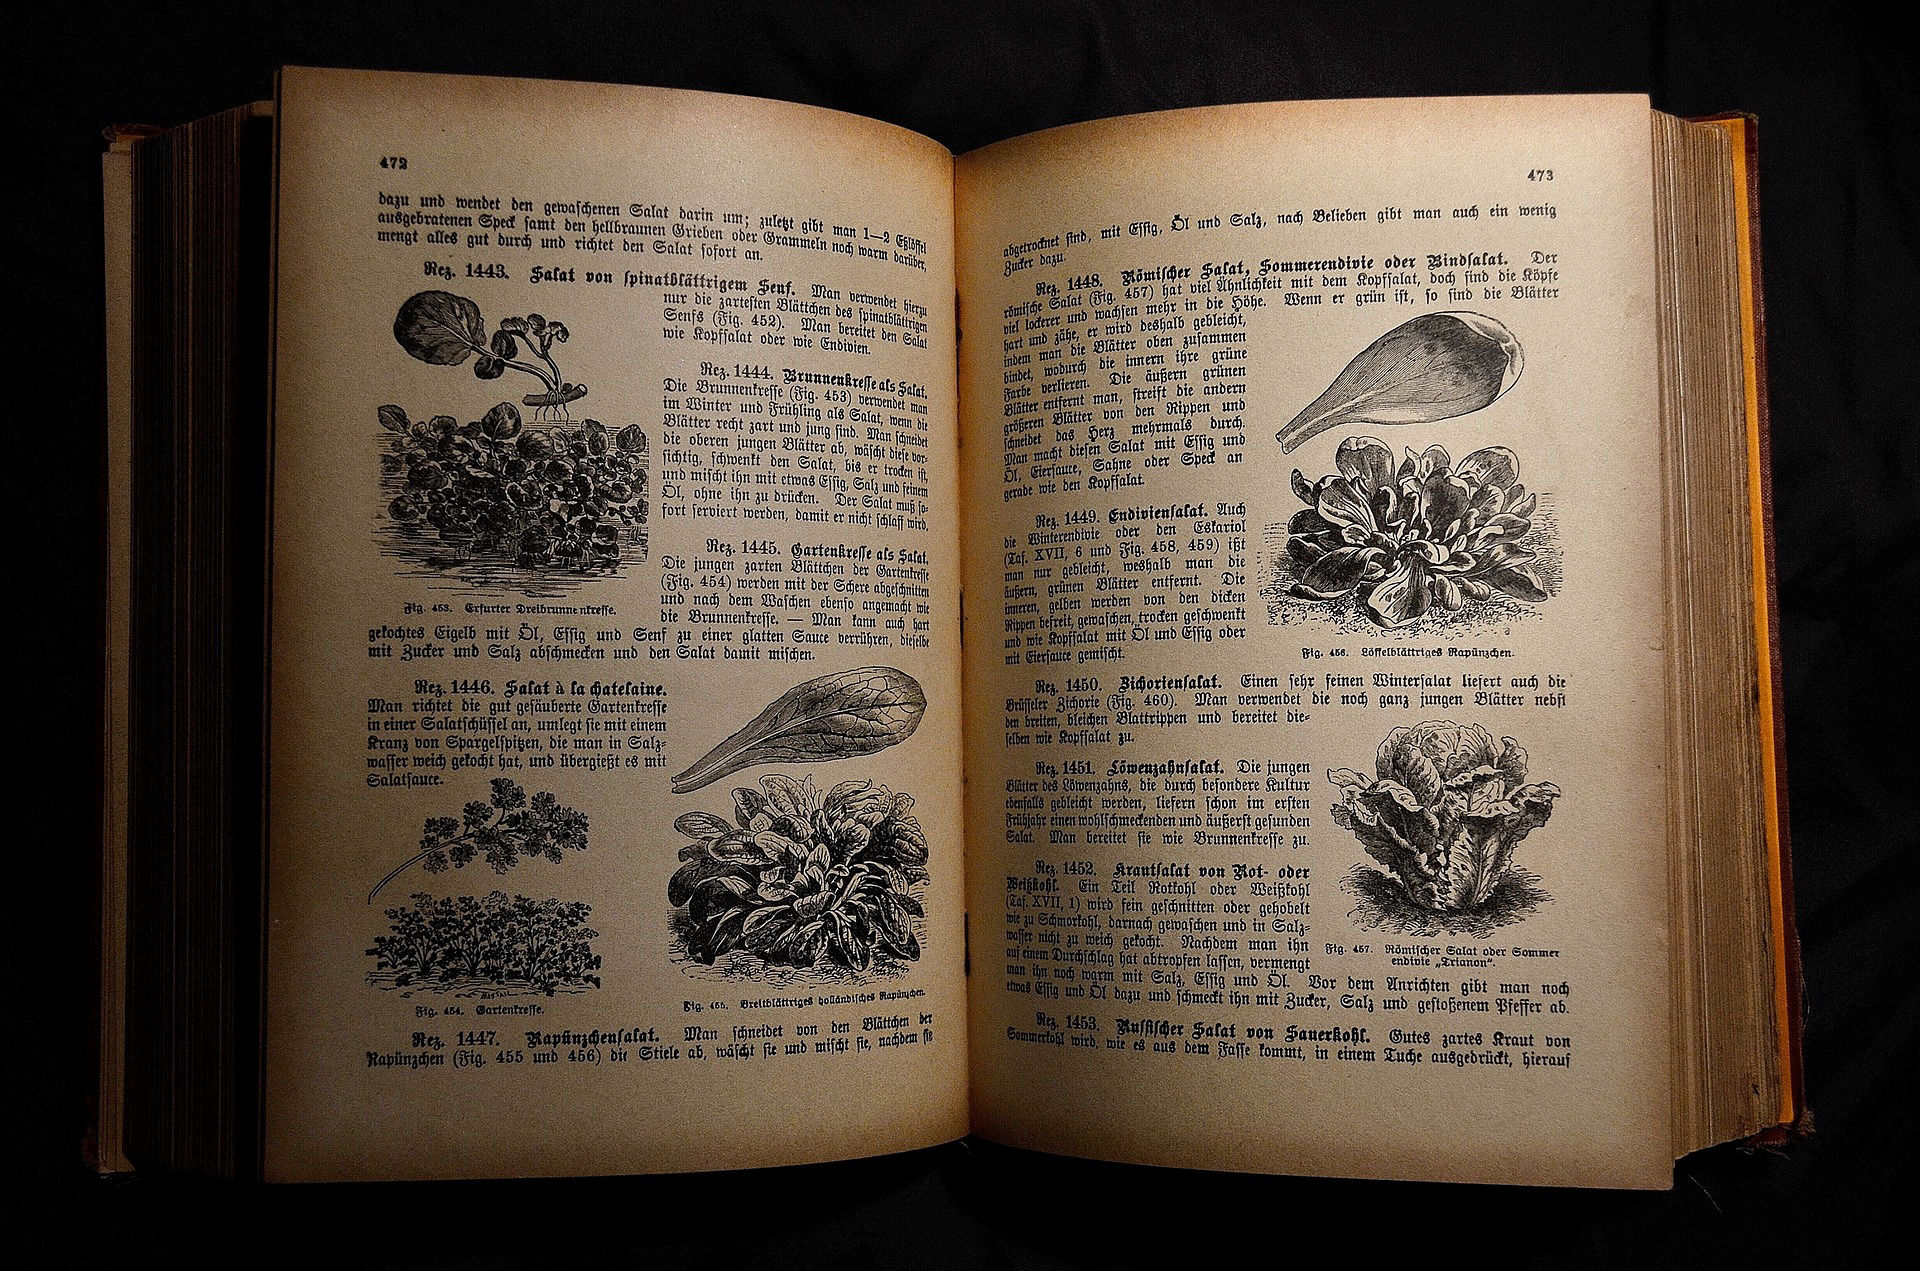 472
dazu und wendet den gewaschenen Salat darin um; zuletzt gibt man 1—2 Eßlöffel
ausgebratenen Speck samt den hellbraunen Grieben oder Grammeln noch warm darüber,
mengt alles gut durch und richtet den Salat sofort an.
Rez. 1443. Salat von spinatblättrigem Senf. Man verwendet hierzu
nur die zartesten Blättchen des spinatblättrigen
Senfs (Fig. 452). Man bereitet den Salat
wie Kopfsalat oder wie Endivien.
Rez. 1444. Brunnenkresse als Salat.
Die Brunnenkresse (Fig. 453) verwendet man
im Winter und Frühling als Salat, wenn die
Blätter recht zart und jung sind. Man schneidet
die oberen jungen Blätter ab, wäscht diese vor-
sichtig, schwenkt den Salat, bis er trocken ist,
und mischt ihn mit etwas Essig, Salz und feinem
Öl, ohne ihn zu drücken. Der Salat muß so-
fort serviert werden, damit er nicht schlaff wird.
Rez. 1445. Gartenkresse als Salat.
Die jungen zarten Blättchen der Gartenkresse
(Fig. 454) werden mit der Schere abgeschnitten
und nach dem Waschen ebenso angemacht wie
die Brunnenkresse. — Man kann auch hart
Fig. 453. Erfurter Dreibrunnenkresse.
gekochtes Eigelb mit Öl, Essig und Senf zu einer glatten Sauce verrühren, dieselbe
mit Zucker und Salz abschmecken und den Salat damit mischen.
Rez. 1446. Salat à la chatelaine.
Man richtet die gut gesäuberte Gartenkresse
in einer Salatschüssel an, umlegt sie mit einem
Kranz von Spargelspitzen, die man in Salz-
wasser weich gekocht hat, und übergießt es mit
Salatsauce.
Fig. 454. Gartenkresse.
Fig. 455. Breitblättriges holländisches Rapünzchen.
Rez. 1447. Rapünzchensalat. Man schneidet von den Blättchen der
Rapünzchen (Fig. 455 und 456) die Stiele ab, wäscht sie und mischt sie, nachdem sie
473
abgetrocknet sind, mit Essig, Öl und Salz, nach Belieben gibt man auch ein wenig
Zucker dazu.
Rez. 1448. Römischer Salat, Sommerendivie oder Bindsalat. Der
römische Salat (Fig. 457) hat viel Ähnlichkeit mit dem Kopfsalat, doch sind die Köpfe
viel lockerer und wachsen mehr in die Höhe. Wenn er grün ist, so sind die Blätter
hart und zähe, er wird deshalb gebleicht,
indem man die Blätter oben zusammen
bindet, wodurch die innern ihre grüne
Farbe verlieren. Die äußern grünen
Blätter entfernt man, streift die andern
größeren Blätter von den Rippen und
schneidet das Herz mehrmals durch.
Man macht diesen Salat mit Essig und
Öl, Eiersauce, Sahne oder Speck an
gerade wie den Kopfsalat.
Rez. 1449. Endiviensalat. Auch
die Winterendivie oder den Eskariol
(Taf. XVII, 6 und Fig. 458, 459) ißt
man nur gebleicht, weshalb man die
äußern, grünen Blätter entfernt. Die
inneren, gelben werden von den dicken
Rippen befreit, gewaschen, trocken geschwenkt
und wie Kopfsalat mit Öl und Essig oder
mit Eiersauce gemischt.
Fig. 456. Löffelblättriges Rapünzchen.
Rez. 1450. Zichoriensalat. Einen sehr feinen Wintersalat liefert auch die
Brüsseler Zichorie (Fig. 460). Man verwendet die noch ganz jungen Blätter nebst
den breiten, bleichen Blattrippen und bereitet die-
selben wie Kopfsalat zu.
Rez. 1451. Löwenzahnsalat. Die jungen
Blätter des Löwenzahns, die durch besondere Kultur
ebenfalls gebleicht werden, liefern schon im ersten
Frühjahr einen wohlschmeckenden und äußerst gesunden
Salat. Man bereitet sie wie Brunnenkresse zu.
Rez. 1452. Krautsalat von Rot- oder
Weißkohl. Ein Teil Rotkohl oder Weißkohl
(Taf. XVII, 1) wird fein geschnitten oder gehobelt
wie zu Schmorkohl, darnach gewaschen und in Salz-
wasser nicht zu weich gekocht. Nachdem man ihn
auf einem Durchschlag hat abtropfen lassen, vermengt
Fig. 457. Römischer Salat oder Sommer
endivie „Trianon“.
man ihn noch warm mit Salz, Essig und Öl. Vor dem Anrichten gibt man noch
etwas Essig und Öl dazu und schmeckt ihn mit Zucker, Salz und gestoßenem Pfeffer ab.
Rez. 1453. Russischer Salat von Sauerkohl. Gutes zartes Kraut von
Sommerkohl wird, wie es aus dem Fasse kommt, in einem Tuche ausgedrückt, hierauf